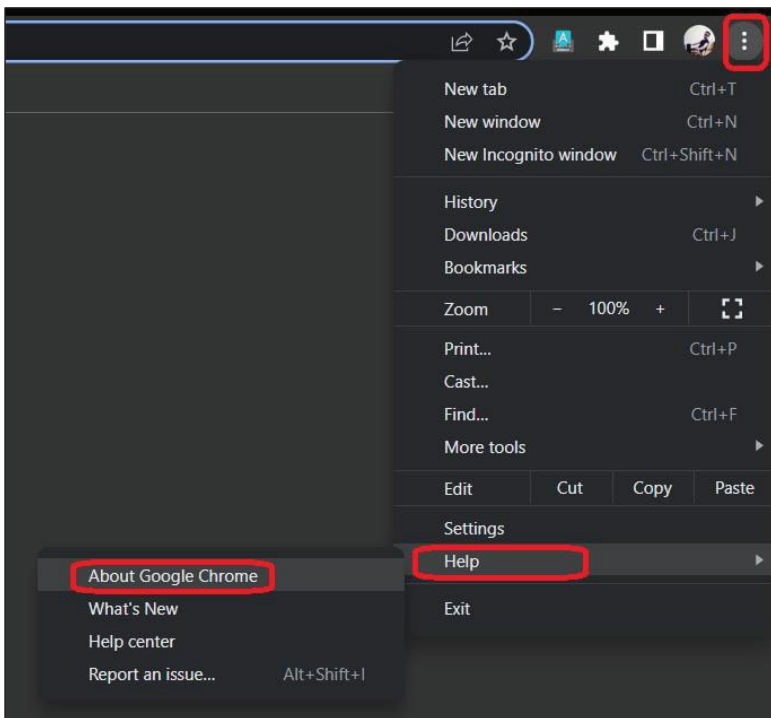 New tab Ctrl+T
New window Ctrl+N
New Incognito window Ctrl+Shift+N
History
Downloads Ctrl+J
Bookmarks
Zoom – 100% +
Print... Ctrl+P
Cast...
Find... Ctrl+F
More tools
Edit Cut Copy Paste
Settings
Help
Exit
About Google Chrome
What's New
Help center
Report an issue... Alt+Shift+I